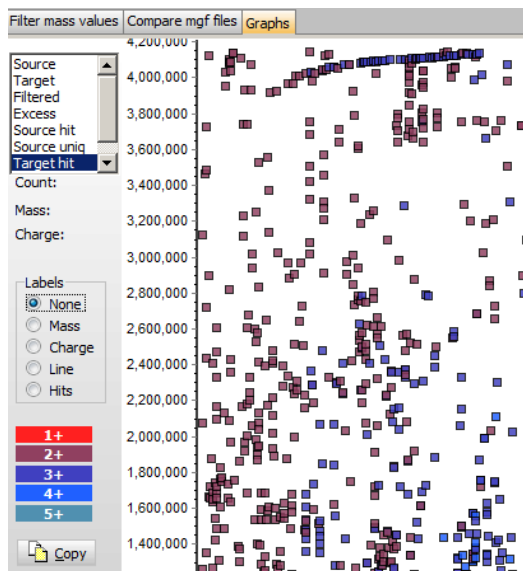 Filter mass values Compare mgf files Graphs
Source
Target
Filtered
Excess
Source hit
Source uniq
Target hit
Count:
Mass:
Charge:
Labels
None
Mass
Charge
Line
Hits
1+
2+
3+
4+
5+
Copy
4,200,000
4,000,000
3,800,000
3,600,000
3,400,000
3,200,000
3,000,000
2,800,000
2,600,000
2,400,000
2,200,000
2,000,000
1,800,000
1,600,000
1,400,000